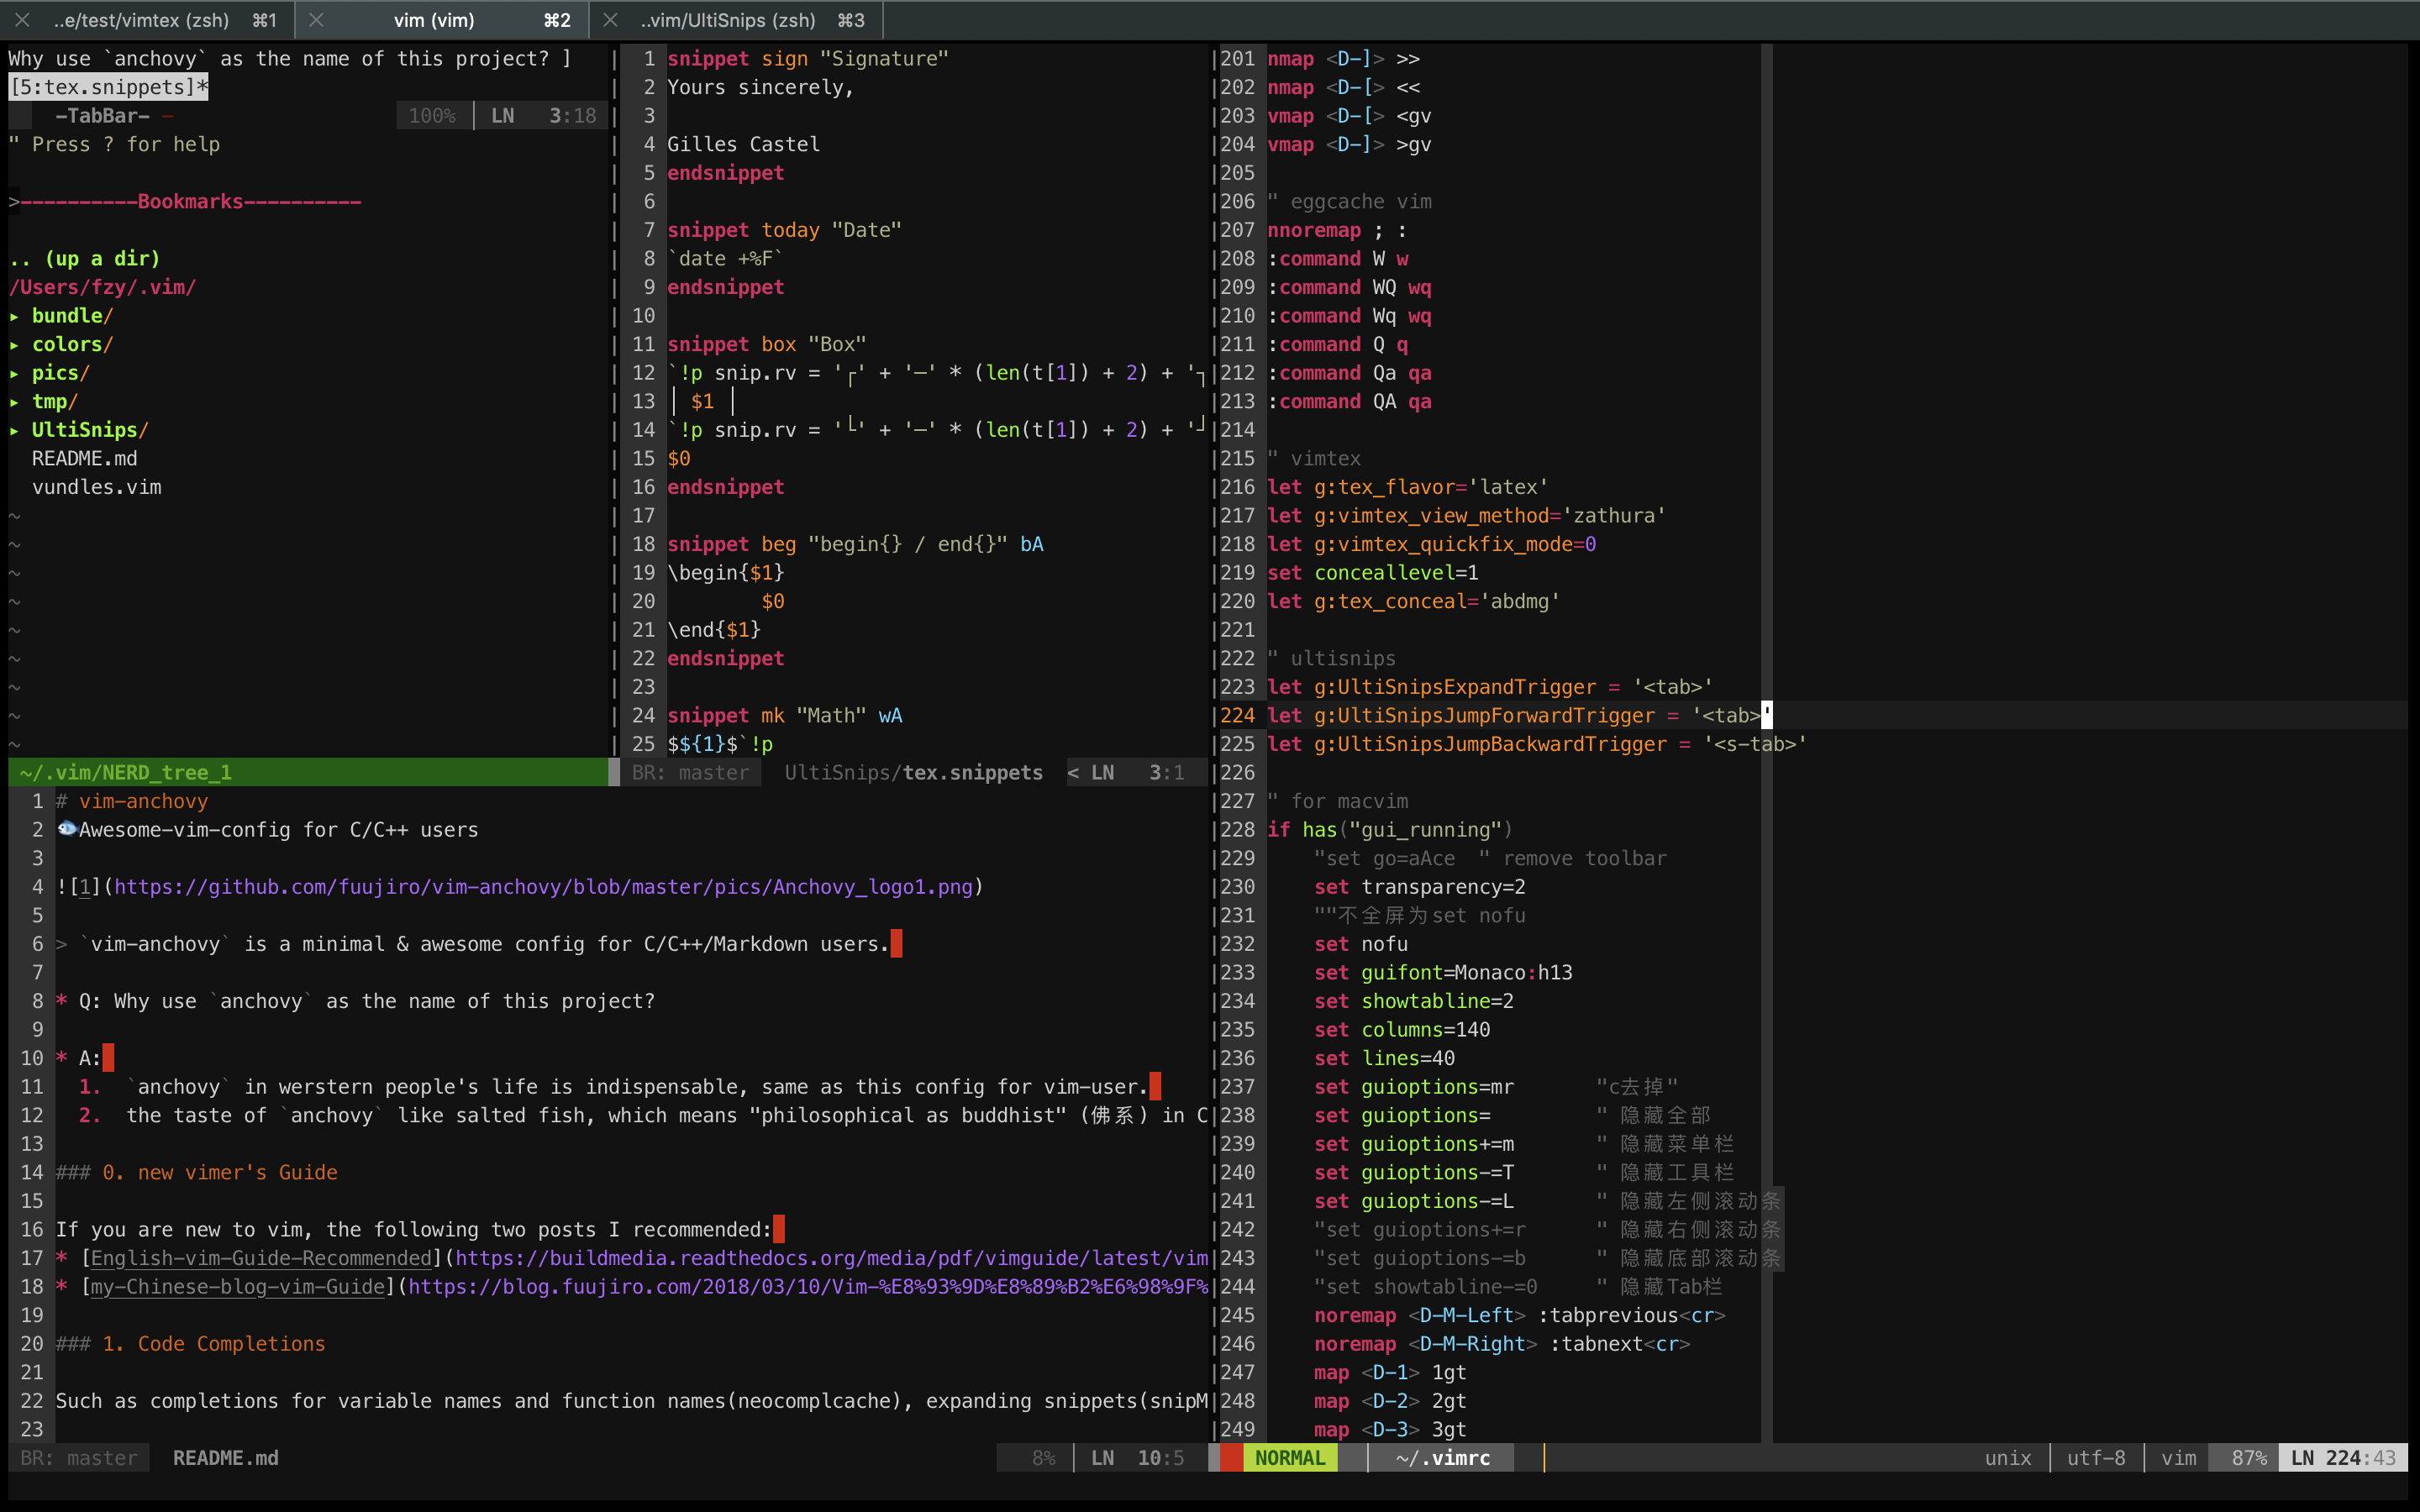 ..e/test/vimtex (zsh) ⌘1 vim (vim) ⌘2 ..vim/UltiSnips (zsh) ⌘3
Why use `anchovy` as the name of this project? ]
[5:tex.snippets]*
-TabBar- - 100% LN 3:18
" Press ? for help
>----------Bookmarks----------
.. (up a dir)
/Users/fzy/.vim/
▸ bundle/
▸ colors/
▸ pics/
▸ tmp/
▸ UltiSnips/
README.md
vundles.vim
~
~
~
~
~
~
~
~
~
~/.vim/NERD_tree_1
1 snippet sign "Signature"
2 Yours sincerely,
3
4 Gilles Castel
5 endsnippet
6
7 snippet today "Date"
8 `date +%F`
9 endsnippet
10
11 snippet box "Box"
12 `!p snip.rv = '┌' + '─' * (len(t[1]) + 2) + '┐
13 │ $1 │
14 `!p snip.rv = '└' + '─' * (len(t[1]) + 2) + '┘
15 $0
16 endsnippet
17
18 snippet beg "begin{} / end{}" bA
19 \begin{$1}
20 $0
21 \end{$1}
22 endsnippet
23
24 snippet mk "Math" wA
25 $${1}$`!p
BR: master UltiSnips/tex.snippets < LN 3:1
1 # vim-anchovy
2 🐟Awesome-vim-config for C/C++ users
3
4 ![1](https://github.com/fuujiro/vim-anchovy/blob/master/pics/Anchovy_logo1.png)
5
6 > `vim-anchovy` is a minimal & awesome config for C/C++/Markdown users.
7
8 * Q: Why use `anchovy` as the name of this project?
9
10 * A:
11 1. `anchovy` in werstern people's life is indispensable, same as this config for vim-user.
12 2. the taste of `anchovy` like salted fish, which means "philosophical as buddhist" (佛系) in C
13
14 ### 0. new vimer's Guide
15
16 If you are new to vim, the following two posts I recommended:
17 * [English-vim-Guide-Recommended](https://buildmedia.readthedocs.org/media/pdf/vimguide/latest/vim
18 * [my-Chinese-blog-vim-Guide](https://blog.fuujiro.com/2018/03/10/Vim-%E8%93%9D%E8%89%B2%E6%98%9F%
19
20 ### 1. Code Completions
21
22 Such as completions for variable names and function names(neocomplcache), expanding snippets(snipM
23
BR: master README.md 8% LN 10:5
201 nmap <D-]> >>
202 nmap <D-[> <<
203 vmap <D-[> <gv
204 vmap <D-]> >gv
205
206 " eggcache vim
207 nnoremap ; :
208 :command W w
209 :command WQ wq
210 :command Wq wq
211 :command Q q
212 :command Qa qa
213 :command QA qa
214
215 " vimtex
216 let g:tex_flavor='latex'
217 let g:vimtex_view_method='zathura'
218 let g:vimtex_quickfix_mode=0
219 set conceallevel=1
220 let g:tex_conceal='abdmg'
221
222 " ultisnips
223 let g:UltiSnipsExpandTrigger = '<tab>'
224 let g:UltiSnipsJumpForwardTrigger = '<tab>'
225 let g:UltiSnipsJumpBackwardTrigger = '<s-tab>'
226
227 " for macvim
228 if has("gui_running")
229 "set go=aAce " remove toolbar
230 set transparency=2
231 ""不全屏为set nofu
232 set nofu
233 set guifont=Monaco:h13
234 set showtabline=2
235 set columns=140
236 set lines=40
237 set guioptions=mr "c去掉"
238 set guioptions= " 隐藏全部
239 set guioptions+=m " 隐藏菜单栏
240 set guioptions-=T " 隐藏工具栏
241 set guioptions-=L " 隐藏左侧滚动条
242 "set guioptions+=r " 隐藏右侧滚动条
243 "set guioptions-=b " 隐藏底部滚动条
244 "set showtabline-=0 " 隐藏Tab栏
245 noremap <D-M-Left> :tabprevious<cr>
246 noremap <D-M-Right> :tabnext<cr>
247 map <D-1> 1gt
248 map <D-2> 2gt
249 map <D-3> 3gt
NORMAL ~/.vimrc unix utf-8 vim 87% LN 224:43